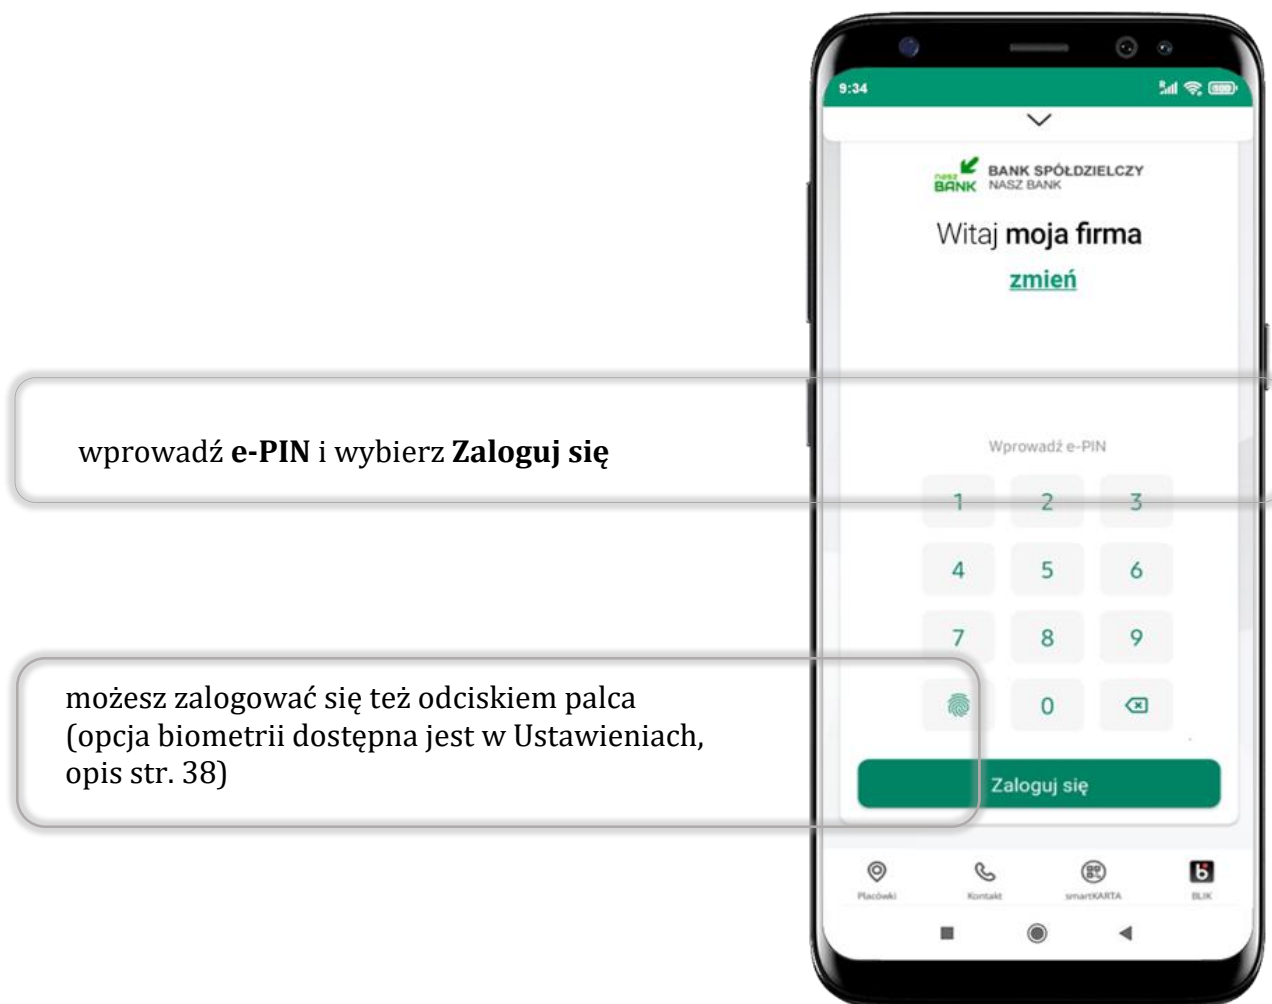 9:34
nasz BANK
BANK SPÓŁDZIELCZY
NASZ BANK
Witaj moja firma
zmień
wprowadź e-PIN i wybierz Zaloguj się
Wprowadź e-PIN
1 2 3
4 5 6
7 8 9
0
możesz zalogować się też odciskiem palca
(opcja biometrii dostępna jest w Ustawieniach,
opis str. 38)
Zaloguj się
Placówki Kontakt smartKARTA BLIK